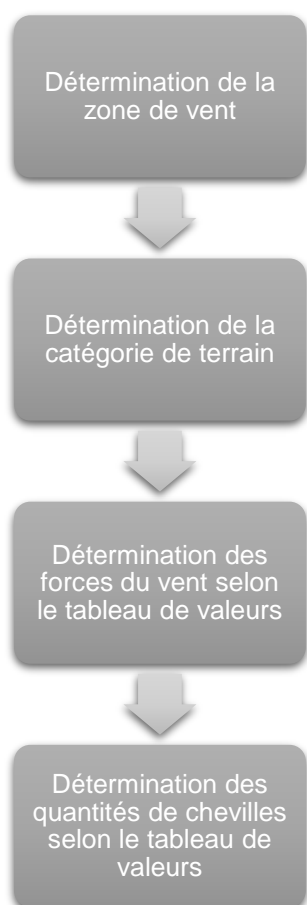 Détermination de la
zone de vent
Détermination de la
catégorie de terrain
Détermination des
forces du vent selon
le tableau de valeurs
Détermination des
quantités de chevilles
selon le tableau de
valeurs